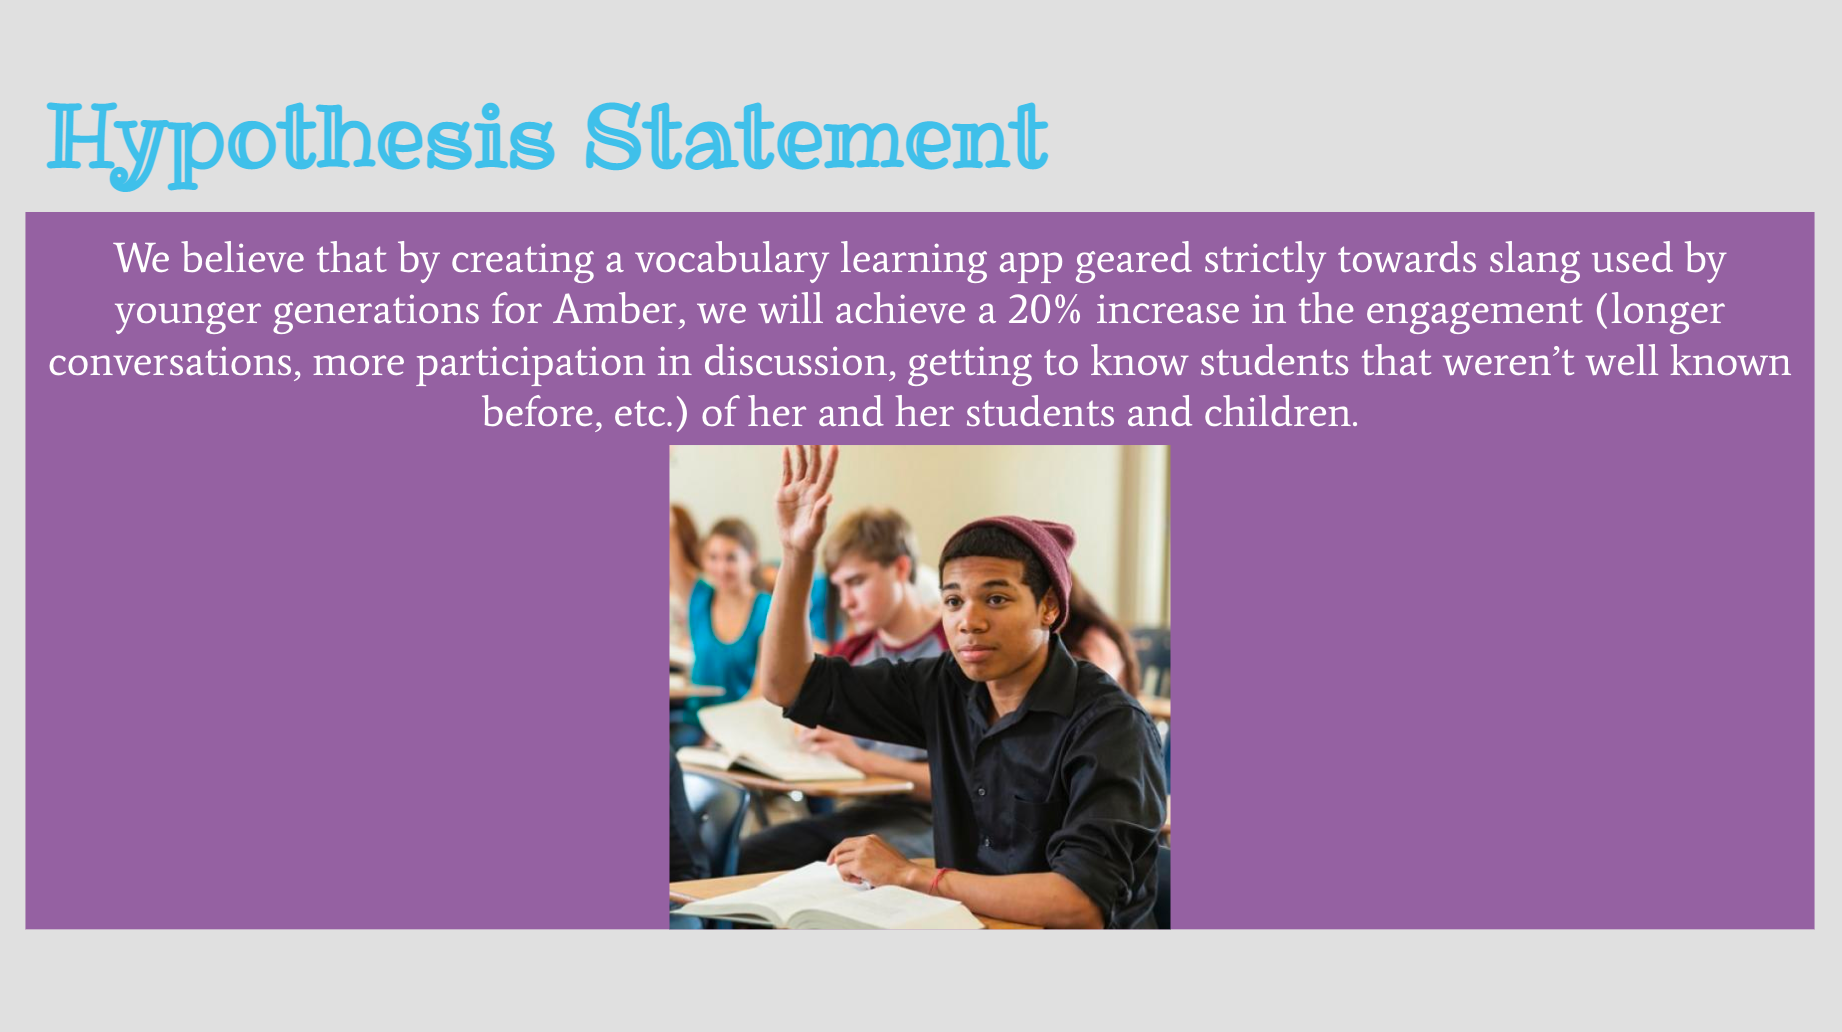 Hypothesis Statement
We believe that by creating a vocabulary learning app geared strictly towards slang used by
younger generations for Amber, we will achieve a 20% increase in the engagement (longer
conversations, more participation in discussion, getting to know students that weren’t well known
before, etc.) of her and her students and children.